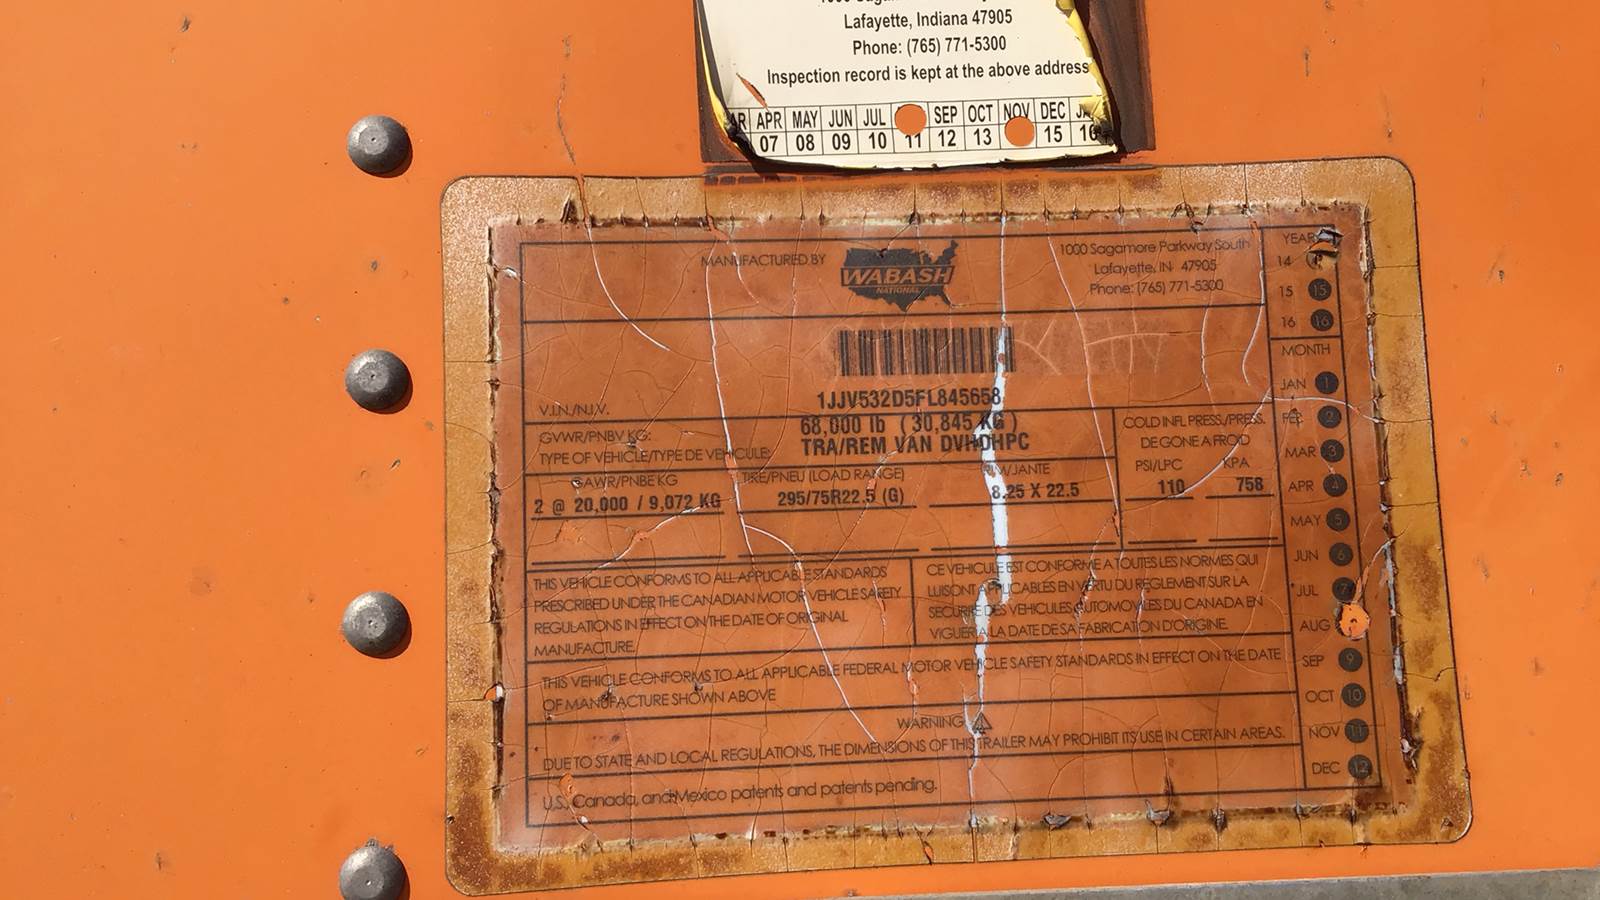 Lafayette, Indiana 47905
Phone: (765) 771-5300
Inspection record is kept at the above address
APR MAY JUN JUL SEP OCT NOV DEC
07 08 09 10 11 12 13 15 16
MANUFACTURED BY
WABASH
NATIONAL
1000 Sagamore Parkway South
Lafayette, IN 47905
Phone: (765) 771-5300
V.I.N./N.I.V.
1JJV532D5FL845658
GVWR/PNBV KG: 68,000 lb ( 30,845 KG )
TYPE OF VEHICLE/TYPE DE VEHICULE: TRA/REM VAN DVHDHPC
COLD INFL PRESS/PRESS.
DE GONE A FROID
GAWR/PNBE KG TIRE/PNEU (LOAD RANGE) RIM/JANTE PSI/LPC KPA
2 @ 20,000 / 9,072 KG 295/75R22.5 (G) 8.25 X 22.5 110 758
THIS VEHICLE CONFORMS TO ALL APPLICABLE STANDARDS
PRESCRIBED UNDER THE CANADIAN MOTOR VEHICLE SAFETY
REGULATIONS IN EFFECT ON THE DATE OF ORIGINAL
MANUFACTURE.
CE VEHICULE EST CONFORME A TOUTES LES NORMES QUI
LUISONT APPLICABLES EN VERTU DU REGLEMENT SUR LA
SECURITE DES VEHICULES AUTOMOVILES DU CANADA EN
VIGUER A LA DATE DE SA FABRICATION D'ORIGINE.
THIS VEHICLE CONFORMS TO ALL APPLICABLE FEDERAL MOTOR VEHICLE SAFETY STANDARDS IN EFFECT ON THE DATE
OF MANUFACTURE SHOWN ABOVE
WARNING
DUE TO STATE AND LOCAL REGULATIONS, THE DIMENSIONS OF THIS TRAILER MAY PROHIBIT ITS USE IN CERTAIN AREAS.
U.S., Canada, and Mexico patents and patents pending.
YEAR
14
15 15
16 16
MONTH
JAN 1
FEB 2
MAR 3
APR 4
MAY 5
JUN 6
JUL 7
AUG
SEP 9
OCT 10
NOV 11
DEC 12